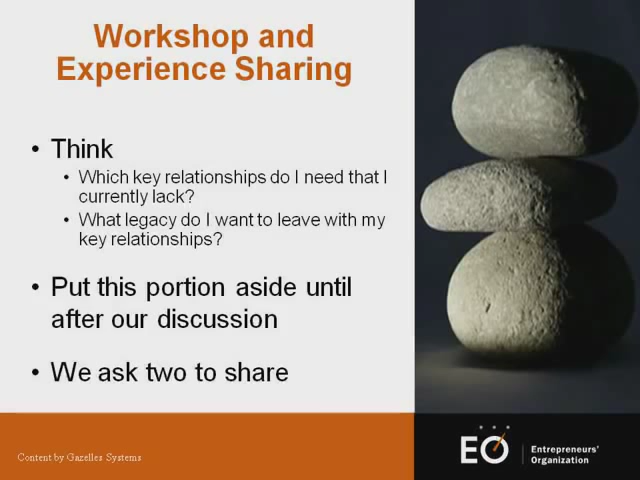 Workshop and
Experience Sharing
• Think
• Which key relationships do I need that I
currently lack?
• What legacy do I want to leave with my
key relationships?
• Put this portion aside until
after our discussion
• We ask two to share
Content by Gazelles Systems
EO
Entrepreneurs'
Organization